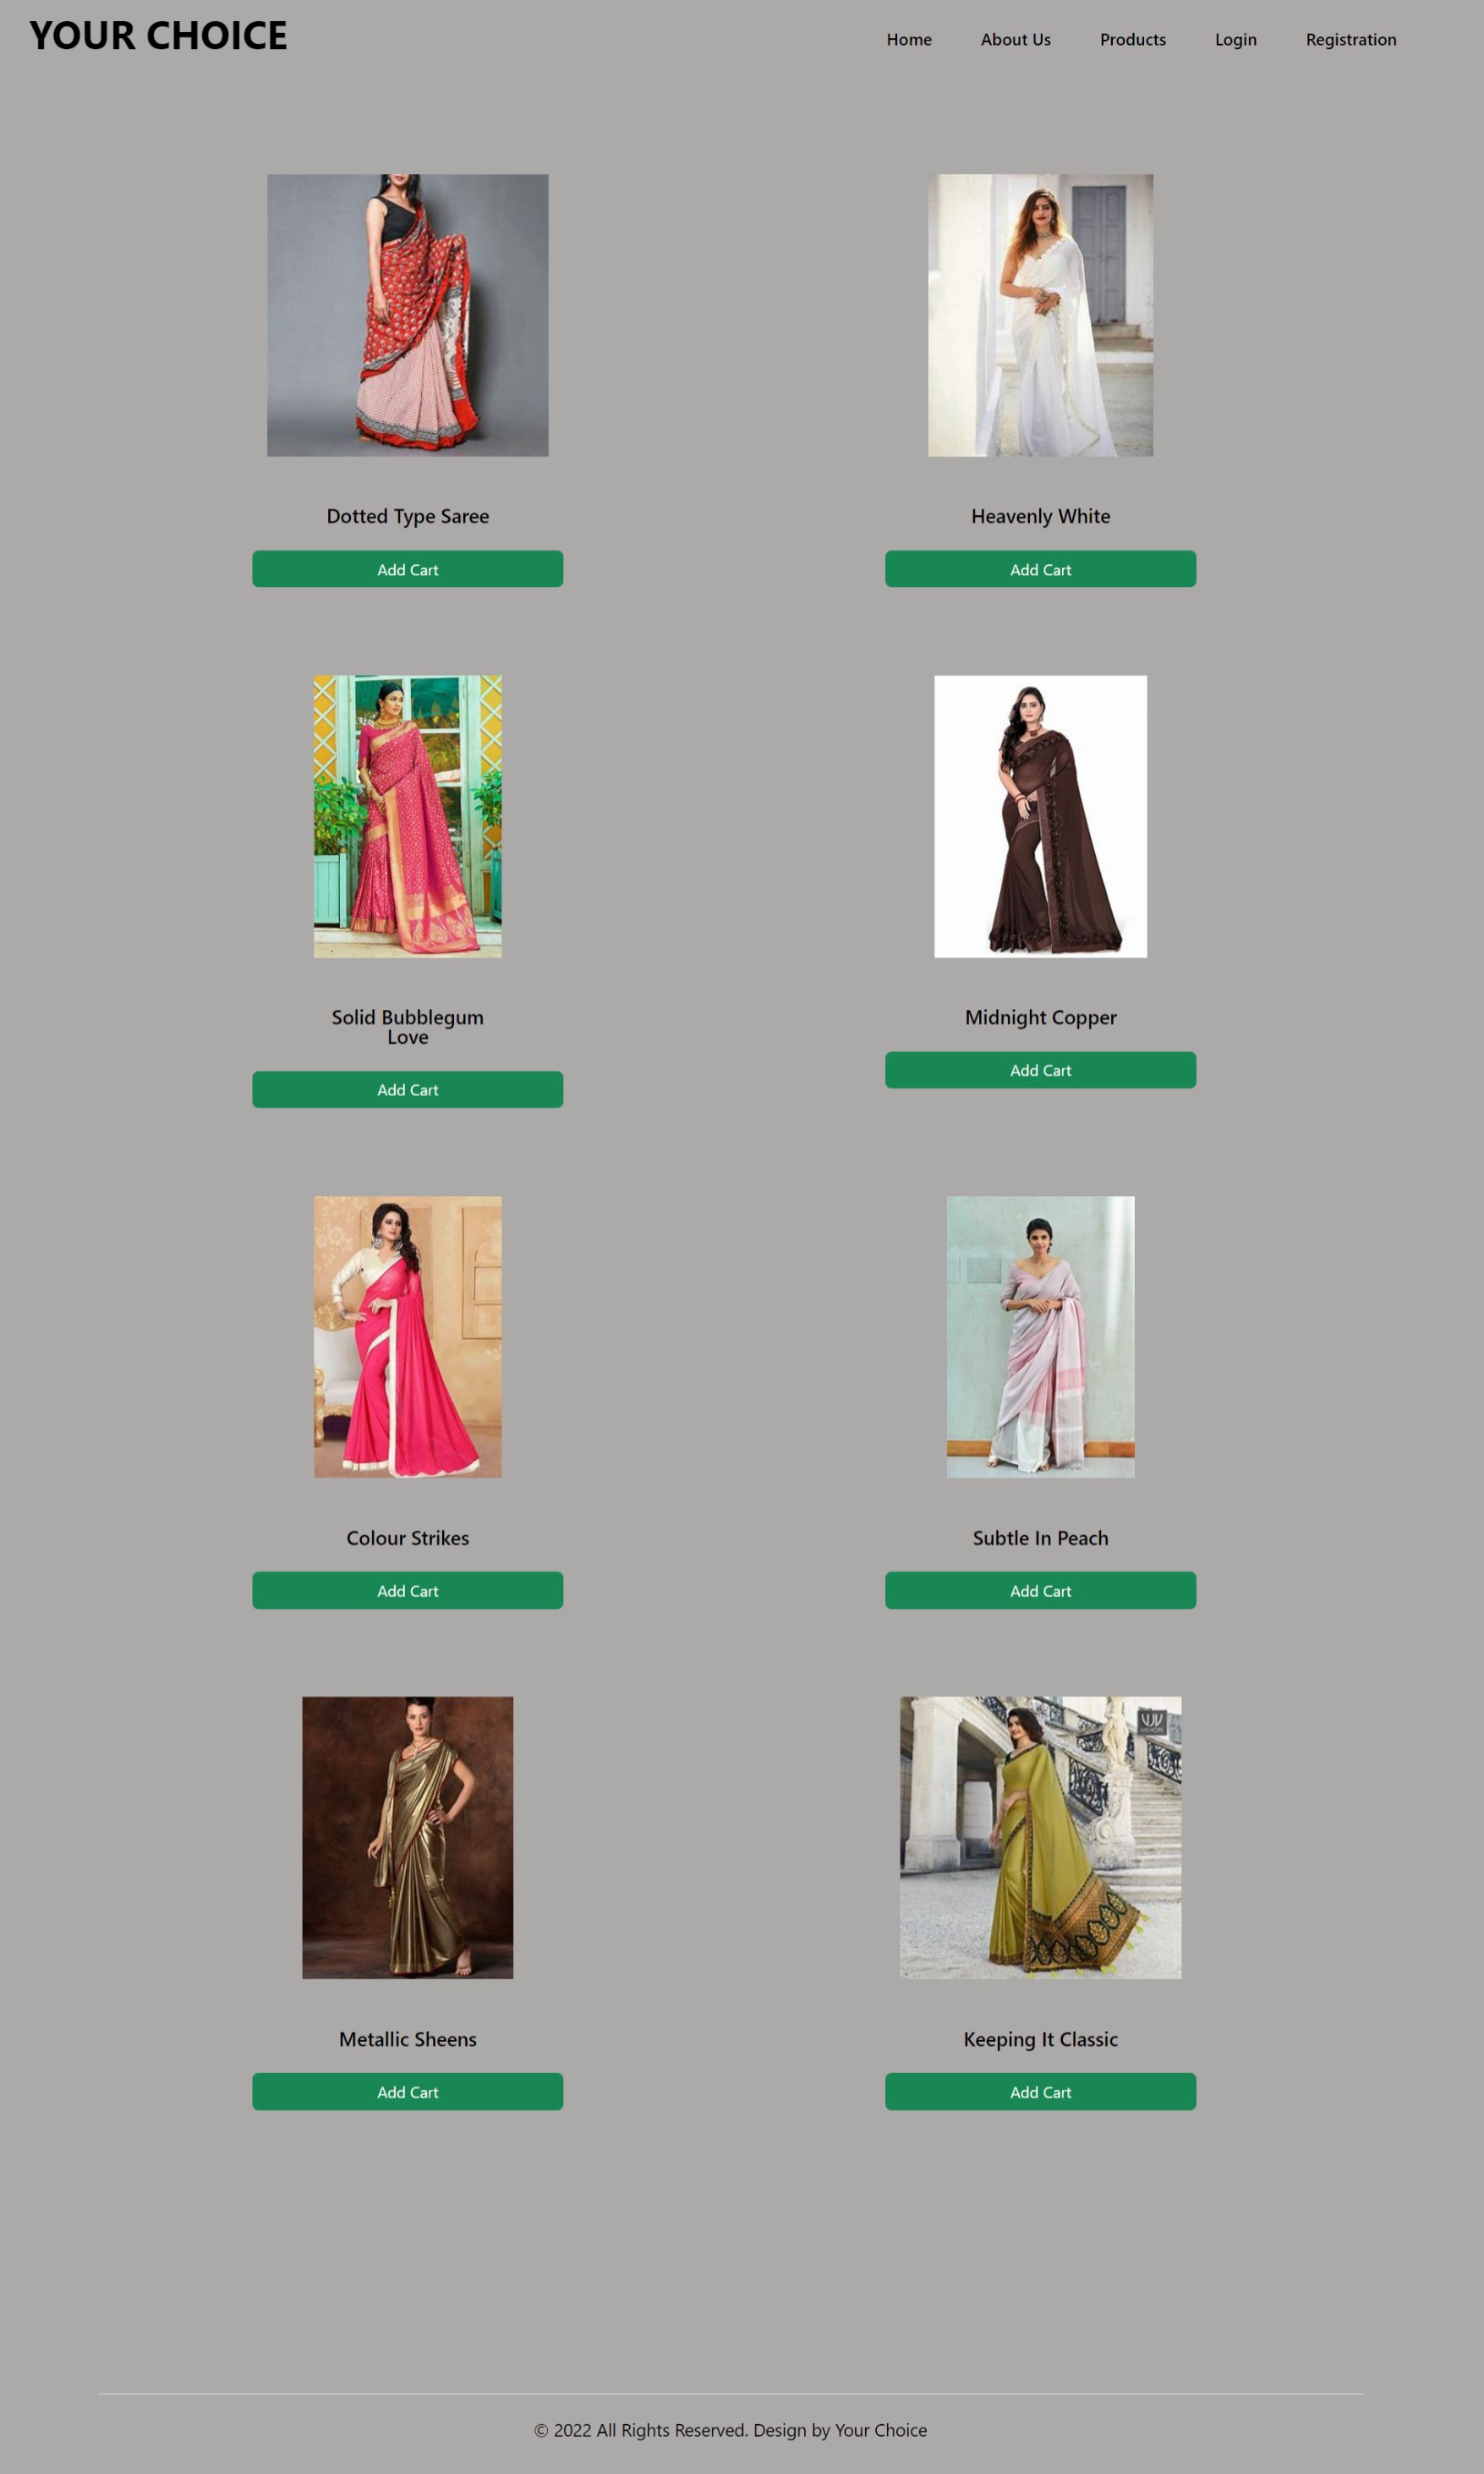 YOUR CHOICE
Home About Us Products Login Registration
Dotted Type Saree
Heavenly White
Add Cart
Add Cart
Solid Bubblegum
Love
Midnight Copper
Add Cart
Add Cart
Colour Strikes
Subtle In Peach
Add Cart
Add Cart
Metallic Sheens
Keeping It Classic
Add Cart
Add Cart
© 2022 All Rights Reserved. Design by Your Choice